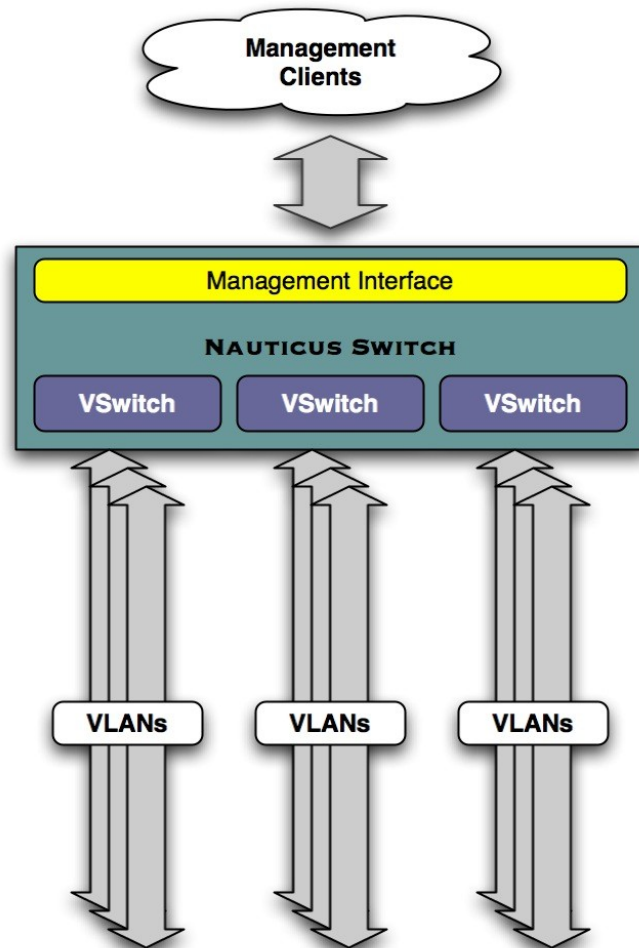 Management
Clients
Management Interface
NAUTICUS SWITCH
VSwitch VSwitch VSwitch
VLANs VLANs VLANs